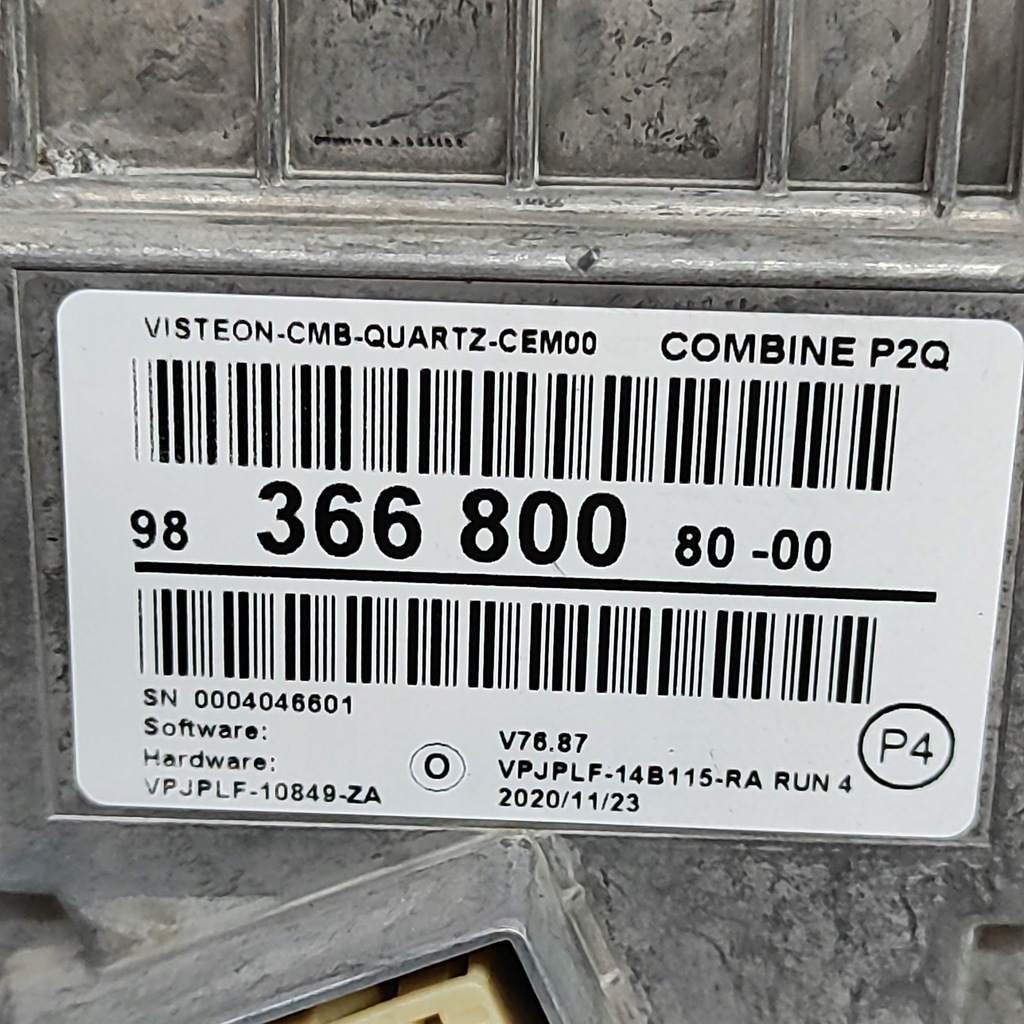 VISTEON-CMB-QUARTZ-CEM00 COMBINE P2Q
98 366 800 80 -00
SN 0004046601
Software: V76.87
Hardware: VPJPLF-14B115-RA RUN 4
VPJPLF-10849-ZA O 2020/11/23
P4